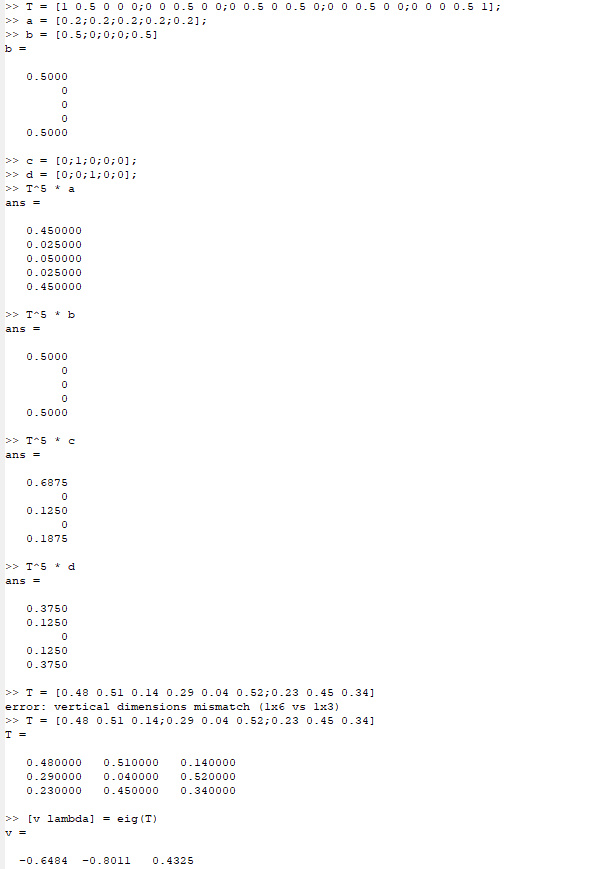 >> T = [1 0.5 0 0 0;0 0 0.5 0 0;0 0.5 0 0.5 0;0 0 0.5 0 0;0 0 0 0.5 1];
>> a = [0.2;0.2;0.2;0.2;0.2];
>> b = [0.5;0;0;0;0.5]
b =
0.5000
0
0
0
0.5000
>> c = [0;1;0;0;0];
>> d = [0;0;1;0;0];
>> T^5 * a
ans =
0.450000
0.025000
0.050000
0.025000
0.450000
>> T^5 * b
ans =
0.5000
0
0
0
0.5000
>> T^5 * c
ans =
0.6875
0
0.1250
0
0.1875
>> T^5 * d
ans =
0.3750
0.1250
0
0.1250
0.3750
>> T = [0.48 0.51 0.14 0.29 0.04 0.52;0.23 0.45 0.34]
error: vertical dimensions mismatch (1x6 vs 1x3)
>> T = [0.48 0.51 0.14;0.29 0.04 0.52;0.23 0.45 0.34]
T =
0.480000 0.510000 0.140000
0.290000 0.040000 0.520000
0.230000 0.450000 0.340000
>> [v lambda] = eig(T)
v =
-0.6484 -0.8011 0.4325